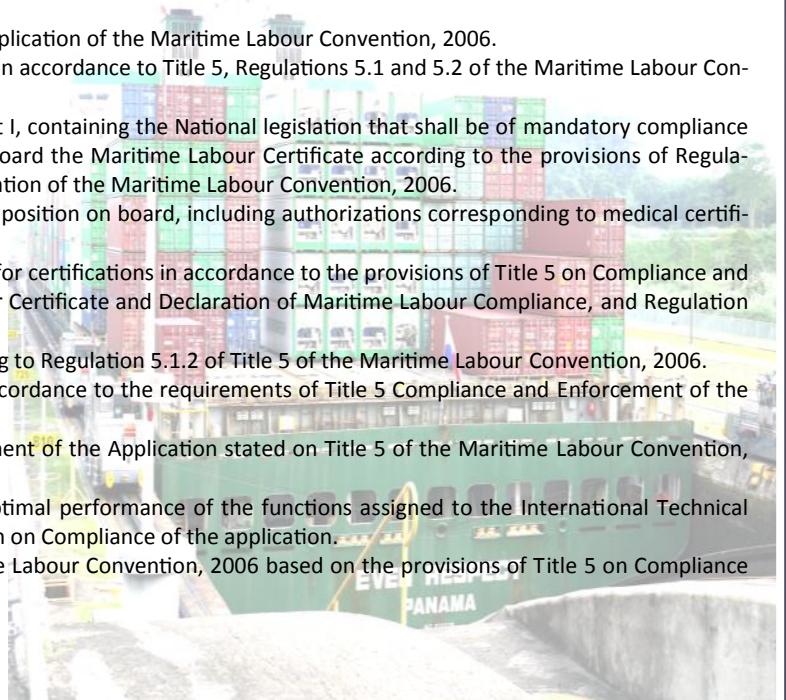 plication of the Maritime Labour Convention, 2006.
n accordance to Title 5, Regulations 5.1 and 5.2 of the Maritime Labour Con-
t I, containing the National legislation that shall be of mandatory compliance
oard the Maritime Labour Certificate according to the provisions of Regula-
ation of the Maritime Labour Convention, 2006.
position on board, including authorizations corresponding to medical certifi-
for certifications in accordance to the provisions of Title 5 on Compliance and
r Certificate and Declaration of Maritime Labour Compliance, and Regulation
g to Regulation 5.1.2 of Title 5 of the Maritime Labour Convention, 2006.
ccordance to the requirements of Title 5 Compliance and Enforcement of the
ment of the Application stated on Title 5 of the Maritime Labour Convention,
ptimal performance of the functions assigned to the International Technical
n on Compliance of the application.
e Labour Convention, 2006 based on the provisions of Title 5 on Compliance
EVER RESPECT
PANAMA